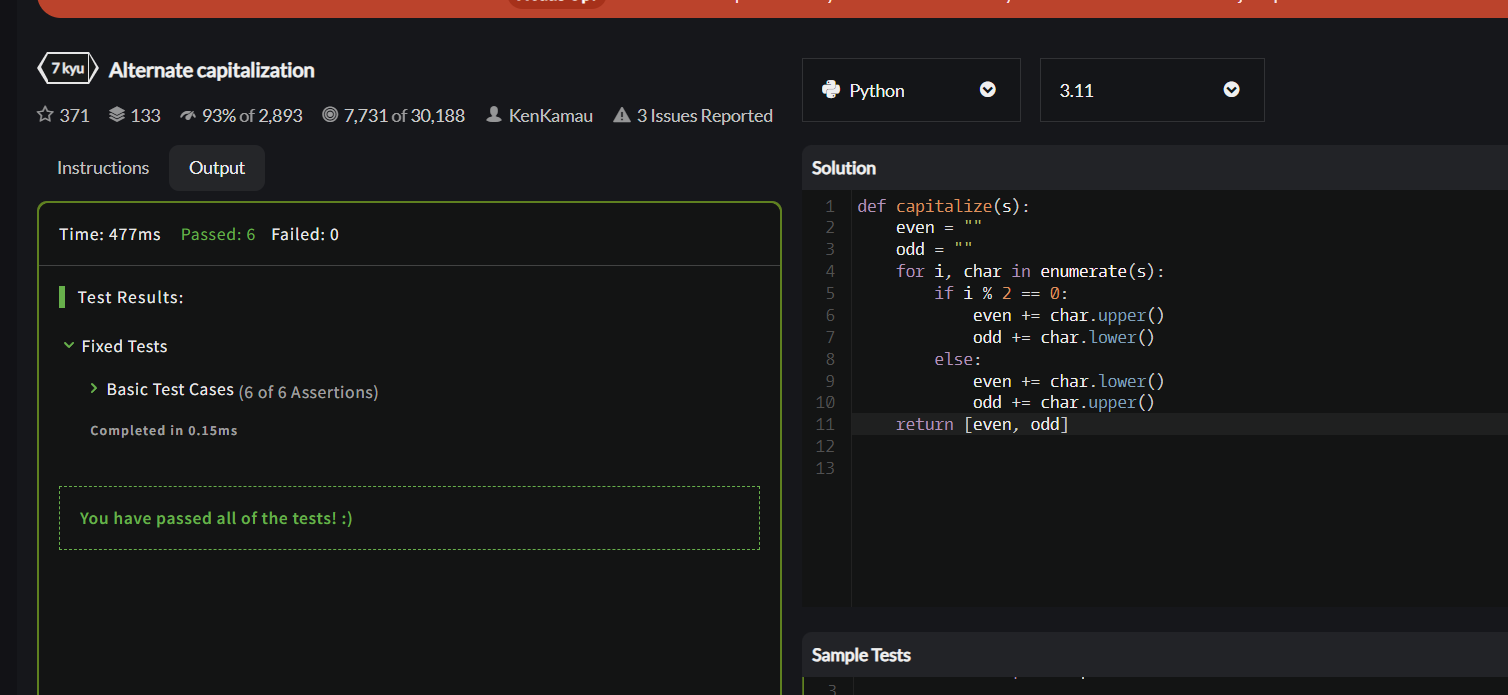 7 kyu Alternate capitalization
371 133 93% of 2,893 7,731 of 30,188 KenKamau 3 Issues Reported
Python 3.11
Instructions Output
Time: 477ms Passed: 6 Failed: 0
Test Results:
Fixed Tests
Basic Test Cases (6 of 6 Assertions)
Completed in 0.15ms
You have passed all of the tests! :)
Solution
1 def capitalize(s):
2     even = ""
3     odd = ""
4     for i, char in enumerate(s):
5         if i % 2 == 0:
6             even += char.upper()
7             odd += char.lower()
8         else:
9             even += char.lower()
10             odd += char.upper()
11     return [even, odd]
12
13
Sample Tests
3